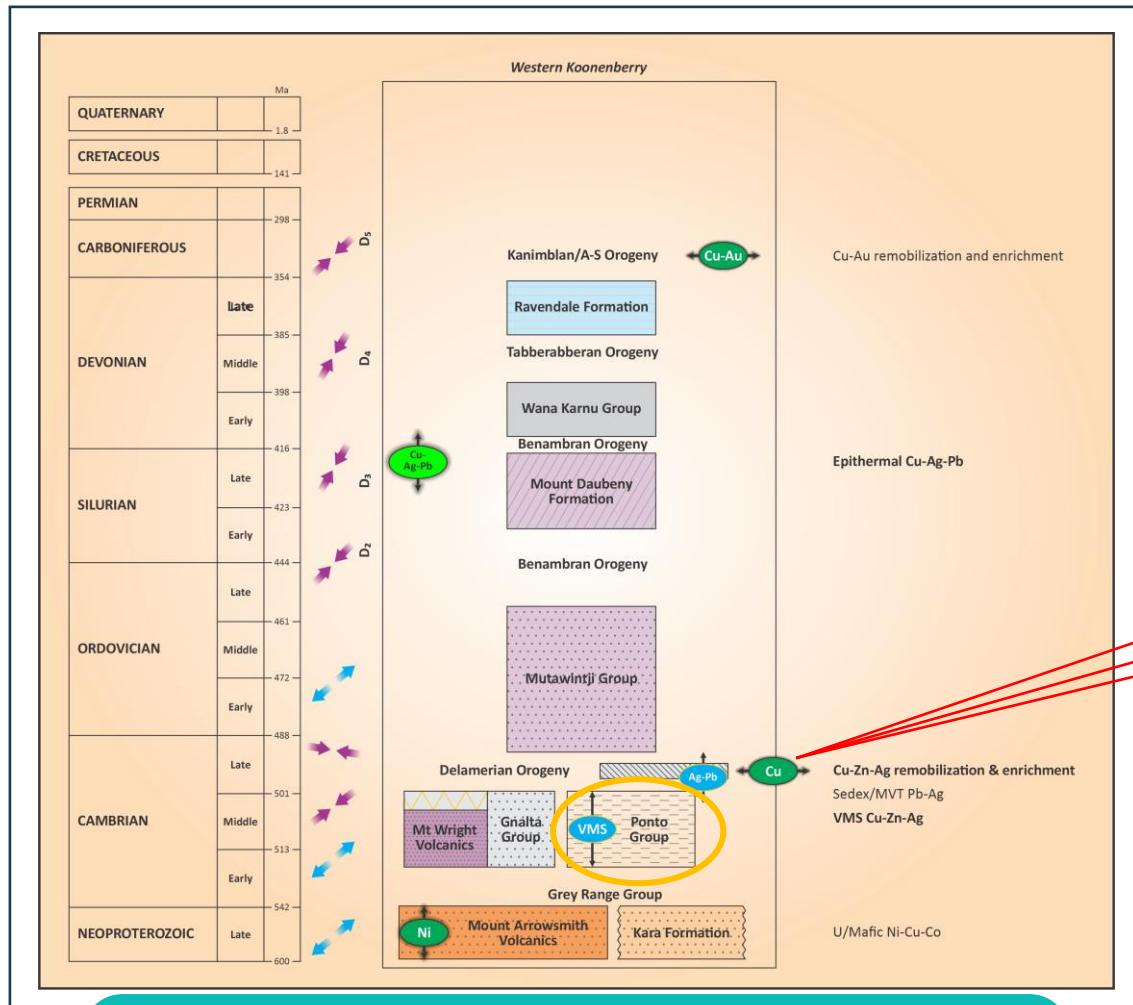 Western Koonenberry
Ma
QUATERNARY
1.8
CRETACEOUS
141
PERMIAN
298
CARBONIFEROUS
D5
Kanimblan/A-S Orogeny
Cu-Au
Cu-Au remobilization and enrichment
354
Late
Ravendale Formation
385
DEVONIAN
Middle
D4
Tabberabberan Orogeny
398
Early
Wana Karnu Group
416
Benambran Orogeny
Cu-
Ag-Pb
Epithermal Cu-Ag-Pb
Late
D3
Mount Daubeny
Formation
SILURIAN
423
Early
D2
444
Benambran Orogeny
Late
461
ORDOVICIAN
Middle
Mutawintji Group
472
Early
488
Late
Delamerian Orogeny
Ag-Pb
Cu
Cu-Zn-Ag remobilization & enrichment
501
Sedex/MVT Pb-Ag
CAMBRIAN
Middle
Mt Wright
Volcanics
Gnalta
Group
VMS
Ponto
Group
VMS Cu-Zn-Ag
513
Early
Grey Range Group
542
NEOPROTEROZOIC
Late
Ni
Mount Arrowsmith
Volcanics
Kara Formation
U/Mafic Ni-Cu-Co
600